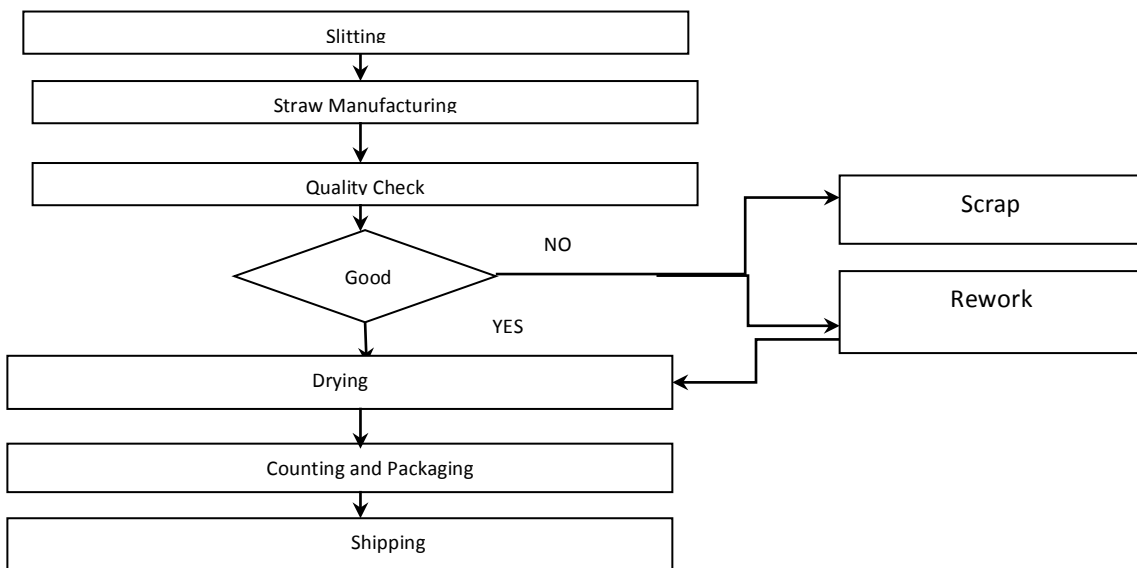 Slitting
Straw Manufacturing
Quality Check
Scrap
NO
Good
Rework
YES
Drying
Counting and Packaging
Shipping